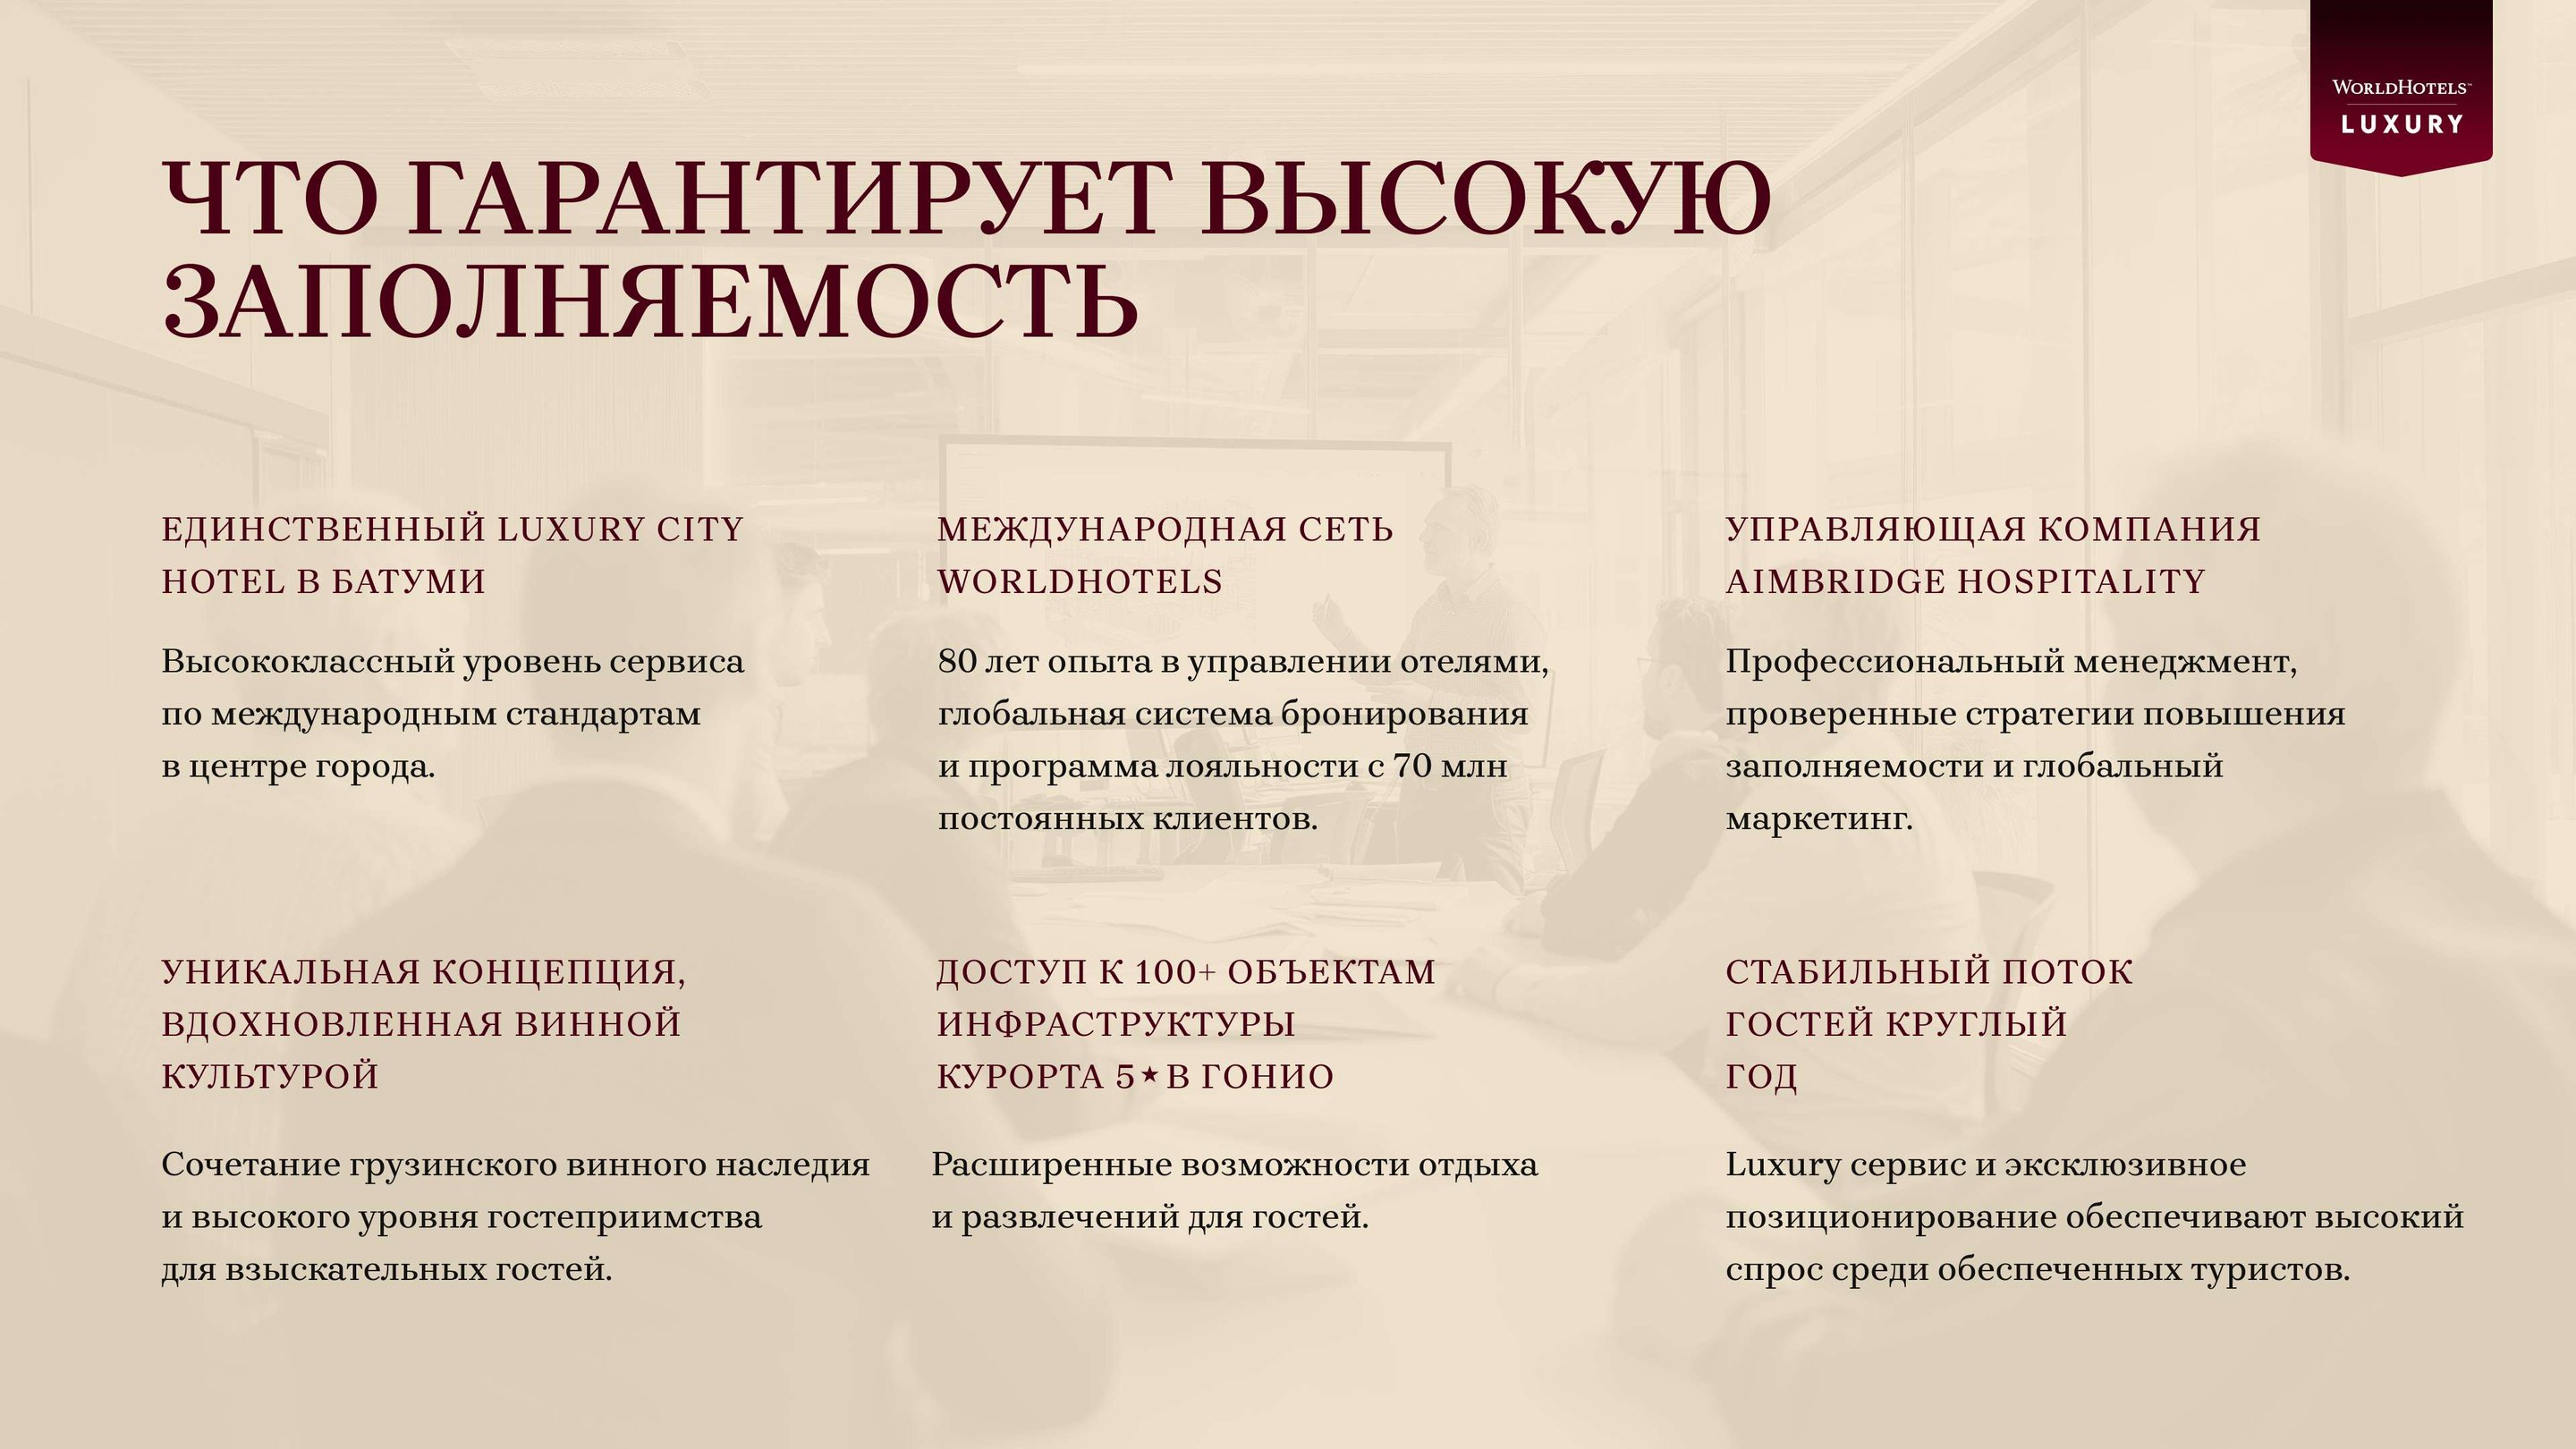 WORLDHOTELS™
LUXURY
ЧТО ГАРАНТИРУЕТ ВЫСОКУЮ
ЗАПОЛНЯЕМОСТЬ
ЕДИНСТВЕННЫЙ LUXURY CITY
HOTEL В БАТУМИ
Высококлассный уровень сервиса
по международным стандартам
в центре города.
МЕЖДУНАРОДНАЯ СЕТЬ
WORLDHOTELS
80 лет опыта в управлении отелями,
глобальная система бронирования
и программа лояльности с 70 млн
постоянных клиентов.
УПРАВЛЯЮЩАЯ КОМПАНИЯ
AIMBRIDGE HOSPITALITY
Профессиональный менеджмент,
проверенные стратегии повышения
заполняемости и глобальный
маркетинг.
УНИКАЛЬНАЯ КОНЦЕПЦИЯ,
ВДОХНОВЛЕННАЯ ВИННОЙ
КУЛЬТУРОЙ
Сочетание грузинского винного наследия
и высокого уровня гостеприимства
для взыскательных гостей.
ДОСТУП К 100+ ОБЪЕКТАМ
ИНФРАСТРУКТУРЫ
КУРОРТА 5★В ГОНИО
Расширенные возможности отдыха
и развлечений для гостей.
СТАБИЛЬНЫЙ ПОТОК
ГОСТЕЙ КРУГЛЫЙ
ГОД
Luxury сервис и эксклюзивное
позиционирование обеспечивают высокий
спрос среди обеспеченных туристов.